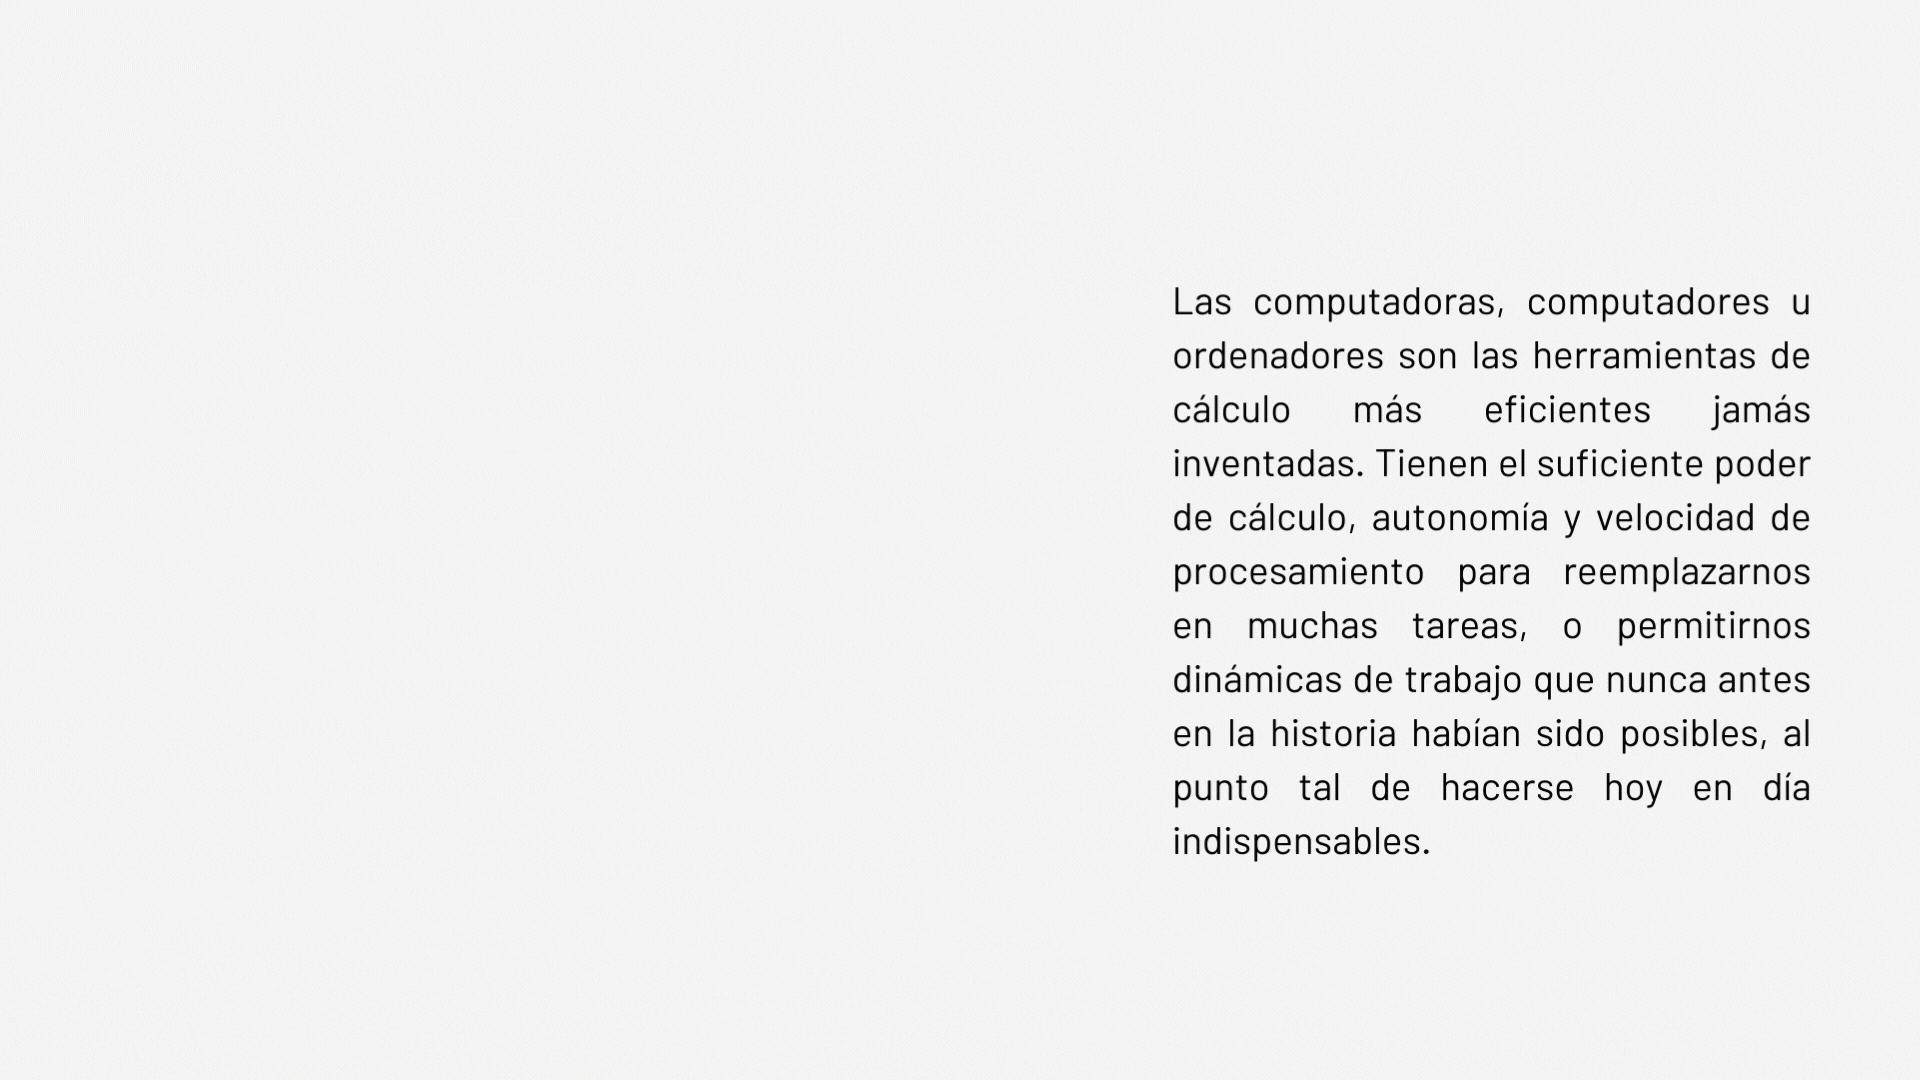 Las computadoras, computadores u
ordenadores son las herramientas de
cálculo más eficientes jamás
inventadas. Tienen el suficiente poder
de cálculo, autonomía y velocidad de
procesamiento para reemplazarnos
en muchas tareas, o permitirnos
dinámicas de trabajo que nunca antes
en la historia habían sido posibles, al
punto tal de hacerse hoy en día
indispensables.